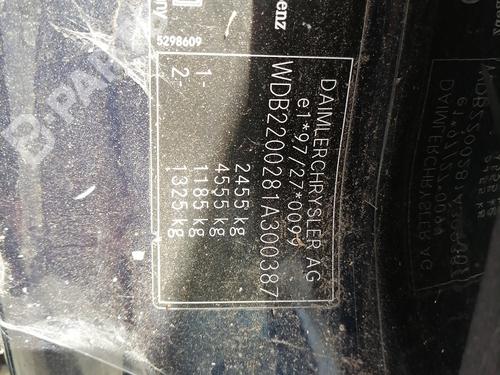 enz
ny
5298609
DAIMLERCHRYSLER AG
e1*97/27*0099
WDB2200281A300387
2455 kg
4555 kg
1- 1185 kg
2- 1325 kg